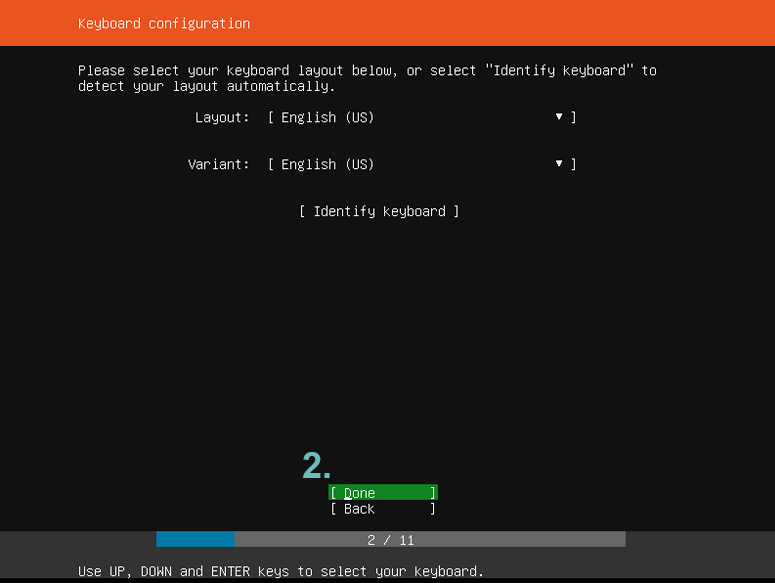 Keyboard configuration
Please select your keyboard layout below, or select "Identify keyboard" to
detect your layout automatically.
Layout: [ English (US) ▼ ]
Variant: [ English (US) ▼ ]
[ Identify keyboard ]
2.
[ Done ]
[ Back ]
2 / 11
Use UP, DOWN and ENTER keys to select your keyboard.